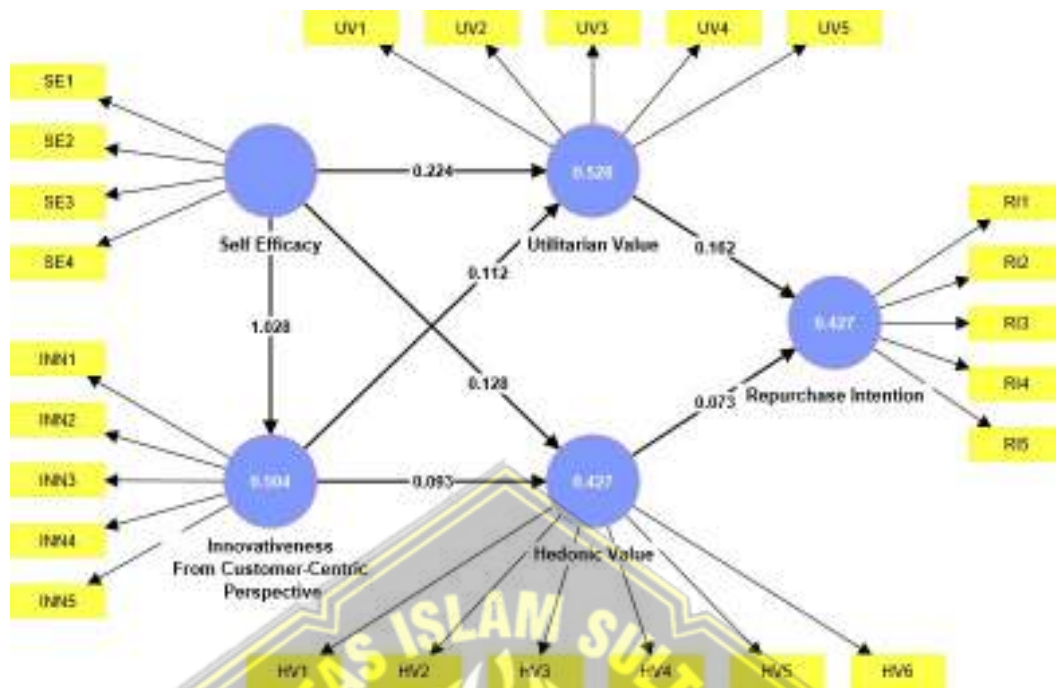 UV1 UV2 UV3 UV4 UV5
SE1
SE2
SE3
SE4
0.224
0.528
Self Efficacy
Utilitarian Value
RI1
RI2
RI3
RI4
RI5
0.162
0.112
1.028
0.427
Repurchase Intention
0.128
0.073
INN1
INN2
INN3
INN4
INN5
0.504
0.093
0.427
Innovativeness
From Customer-Centric
Perspective
Hedonic Value
AS ISLAM SULT
HV1 HV2 HV3 HV4 HV5 HV6